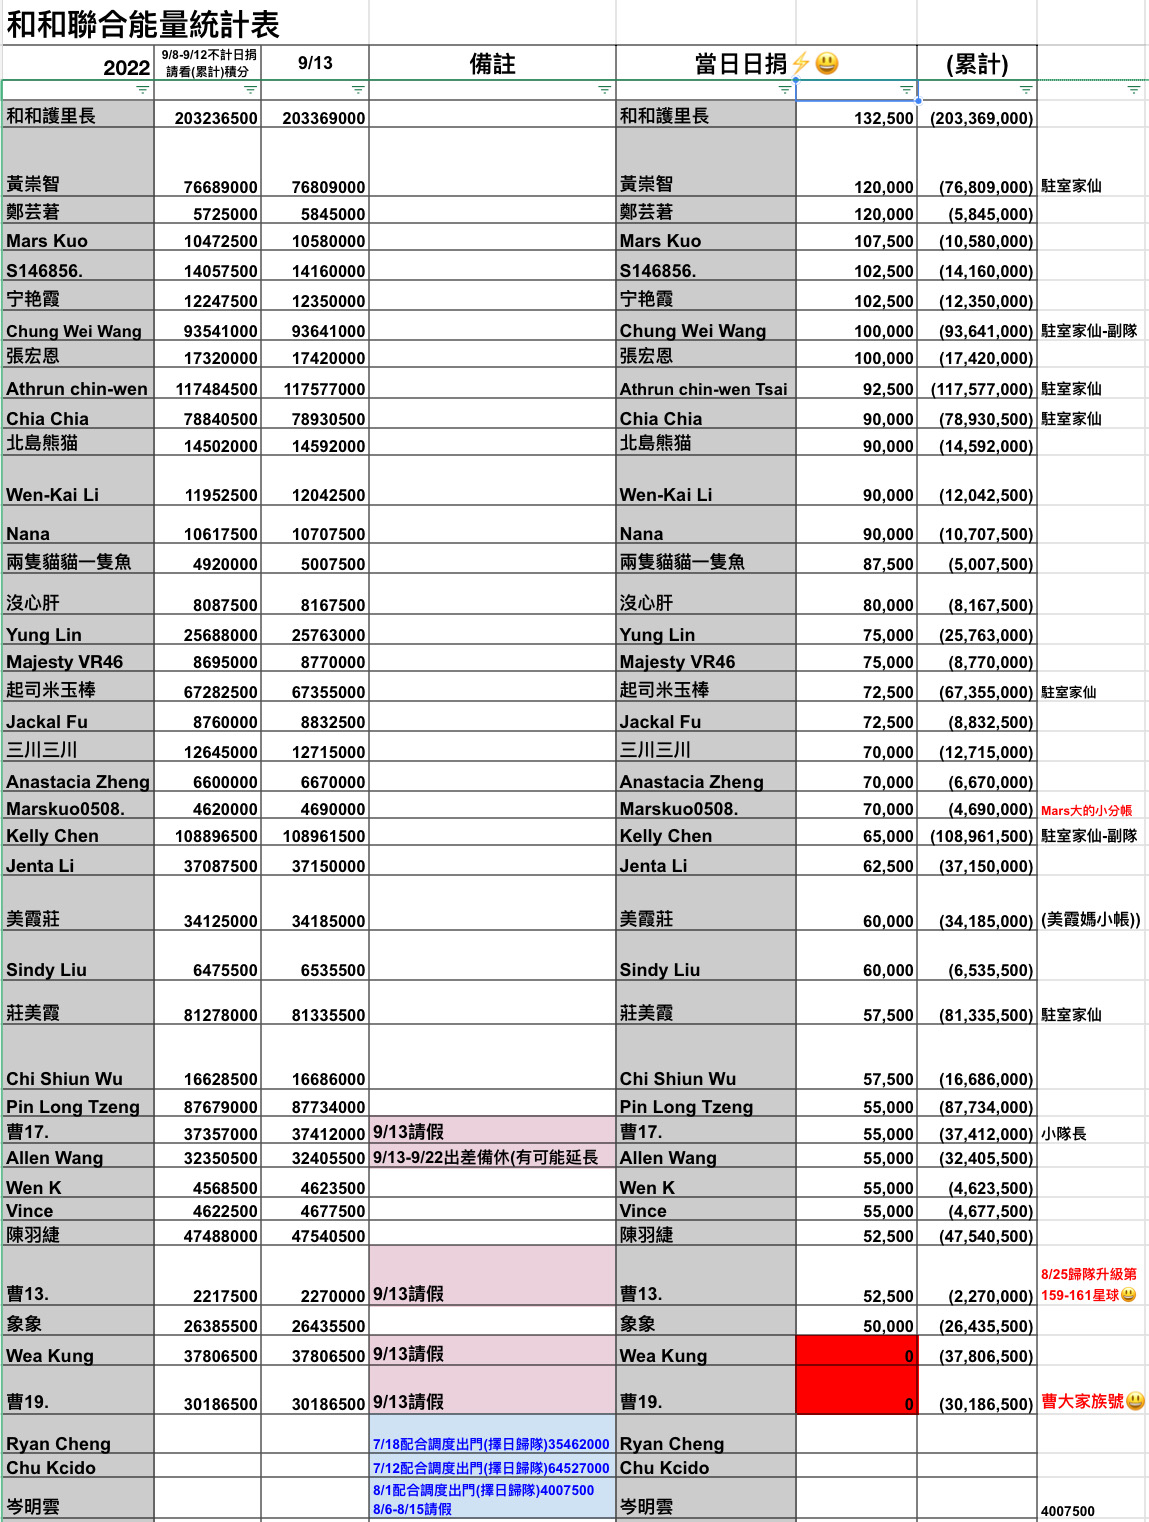 和和聯合能量統計表
2022 9/8-9/12不計日捐 請看(累計)積分 9/13 備註 當日日捐⚡😃 (累計)
和和護里長 203236500 203369000 和和護里長 132,500 (203,369,000)
黃崇智 76689000 76809000 黃崇智 120,000 (76,809,000) 駐室家仙
鄭芸莙 5725000 5845000 鄭芸莙 120,000 (5,845,000)
Mars Kuo 10472500 10580000 Mars Kuo 107,500 (10,580,000)
S146856. 14057500 14160000 S146856. 102,500 (14,160,000)
宁艳霞 12247500 12350000 宁艳霞 102,500 (12,350,000)
Chung Wei Wang 93541000 93641000 Chung Wei Wang 100,000 (93,641,000) 駐室家仙-副隊
張宏恩 17320000 17420000 張宏恩 100,000 (17,420,000)
Athrun chin-wen 117484500 117577000 Athrun chin-wen Tsai 92,500 (117,577,000) 駐室家仙
Chia Chia 78840500 78930500 Chia Chia 90,000 (78,930,500) 駐室家仙
北島熊猫 14502000 14592000 北島熊猫 90,000 (14,592,000)
Wen-Kai Li 11952500 12042500 Wen-Kai Li 90,000 (12,042,500)
Nana 10617500 10707500 Nana 90,000 (10,707,500)
兩隻貓貓一隻魚 4920000 5007500 兩隻貓貓一隻魚 87,500 (5,007,500)
沒心肝 8087500 8167500 沒心肝 80,000 (8,167,500)
Yung Lin 25688000 25763000 Yung Lin 75,000 (25,763,000)
Majesty VR46 8695000 8770000 Majesty VR46 75,000 (8,770,000)
起司米玉棒 67282500 67355000 起司米玉棒 72,500 (67,355,000) 駐室家仙
Jackal Fu 8760000 8832500 Jackal Fu 72,500 (8,832,500)
三川三川 12645000 12715000 三川三川 70,000 (12,715,000)
Anastacia Zheng 6600000 6670000 Anastacia Zheng 70,000 (6,670,000)
Marskuo0508. 4620000 4690000 Marskuo0508. 70,000 (4,690,000) Mars大的小分帳
Kelly Chen 108896500 108961500 Kelly Chen 65,000 (108,961,500) 駐室家仙-副隊
Jenta Li 37087500 37150000 Jenta Li 62,500 (37,150,000)
美霞莊 34125000 34185000 美霞莊 60,000 (34,185,000) (美霞媽小帳))
Sindy Liu 6475500 6535500 Sindy Liu 60,000 (6,535,500)
莊美霞 81278000 81335500 莊美霞 57,500 (81,335,500) 駐室家仙
Chi Shiun Wu 16628500 16686000 Chi Shiun Wu 57,500 (16,686,000)
Pin Long Tzeng 87679000 87734000 Pin Long Tzeng 55,000 (87,734,000)
曹17. 37357000 37412000 9/13請假 曹17. 55,000 (37,412,000) 小隊長
Allen Wang 32350500 32405500 9/13-9/22出差備休(有可能延長 Allen Wang 55,000 (32,405,500)
Wen K 4568500 4623500 Wen K 55,000 (4,623,500)
Vince 4622500 4677500 Vince 55,000 (4,677,500)
陳羽緁 47488000 47540500 陳羽緁 52,500 (47,540,500)
曹13. 2217500 2270000 9/13請假 曹13. 52,500 (2,270,000) 8/25歸隊升級第
159-161星球😃
象象 26385500 26435500 象象 50,000 (26,435,500)
Wea Kung 37806500 37806500 9/13請假 Wea Kung 0 (37,806,500)
曹19. 30186500 30186500 9/13請假 曹19. 0 (30,186,500) 曹大家族號😃
Ryan Cheng 7/18配合調度出門(擇日歸隊)35462000 Ryan Cheng
Chu Kcido 7/12配合調度出門(擇日歸隊)64527000 Chu Kcido
岑明雲 8/1配合調度出門(擇日歸隊)4007500
8/6-8/15請假 岑明雲 4007500